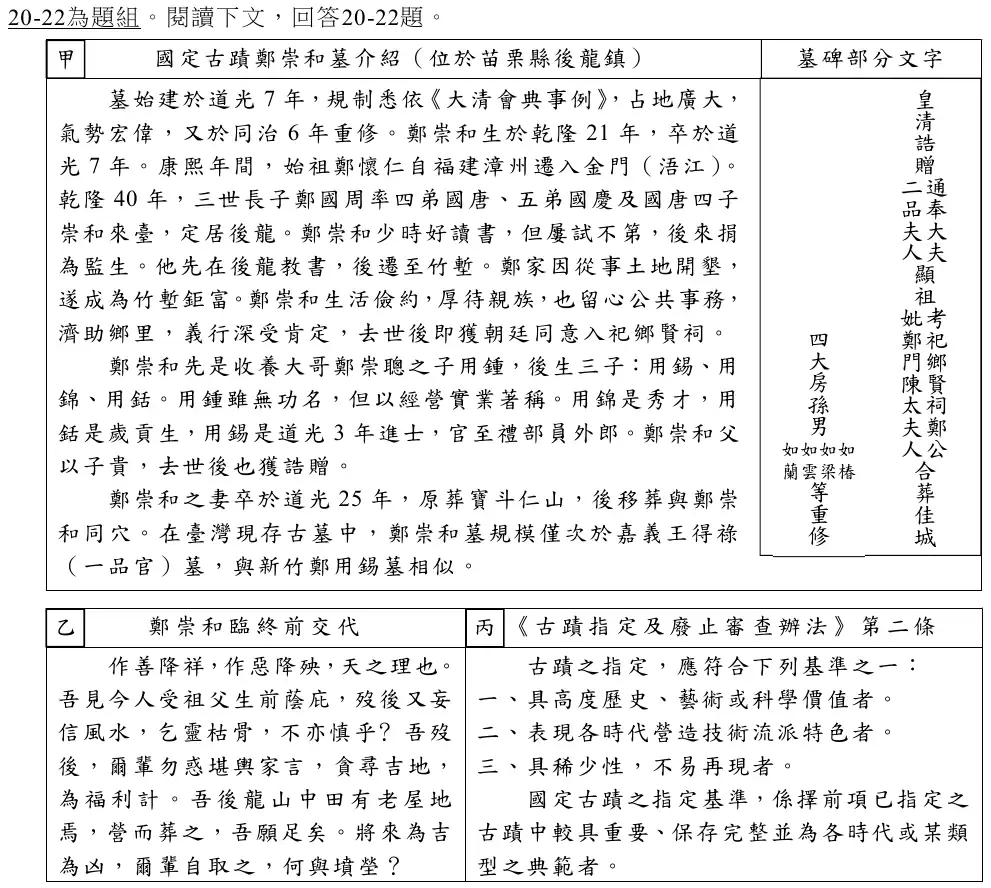 20-22為題組。閱讀下文，回答20-22題。
甲
國定古蹟鄭崇和墓介紹（位於苗栗縣後龍鎮）
墓始建於道光 7 年，規制悉依《大清會典事例》，占地廣大，
氣勢宏偉，又於同治 6 年重修。鄭崇和生於乾隆 21 年，卒於道
光 7 年。康熙年間，始祖鄭懷仁自福建漳州遷入金門（浯江）。
乾隆 40 年，三世長子鄭國周率四弟國唐、五弟國慶及國唐四子
崇和來臺，定居後龍。鄭崇和少時好讀書，但屢試不第，後來捐
為監生。他先在後龍教書，後遷至竹塹。鄭家因從事土地開墾，
遂成為竹塹鉅富。鄭崇和生活儉約，厚待親族，也留心公共事務，
濟助鄉里，義行深受肯定，去世後即獲朝廷同意入祀鄉賢祠。
鄭崇和先是收養大哥鄭崇聰之子用鍾，後生三子：用錫、用
錦、用銛。用鍾雖無功名，但以經營實業著稱。用錦是秀才，用
銛是歲貢生，用錫是道光 3 年進士，官至禮部員外郎。鄭崇和父
以子貴，去世後也獲誥贈。
鄭崇和之妻卒於道光 25 年，原葬寶斗仁山，後移葬與鄭崇
和同穴。在臺灣現存古墓中，鄭崇和墓規模僅次於嘉義王得祿
（一品官）墓，與新竹鄭用錫墓相似。
墓碑部分文字
皇清誥贈
通奉大夫
二品夫人
顯祖
考祀鄉賢祠鄭公
妣鄭門陳太夫人
合葬佳城
四大房孫男
如椿
如梁
如雲
如蘭
等重修
乙
鄭崇和臨終前交代
作善降祥，作惡降殃，天之理也。
吾見今人受祖父生前蔭庇，歿後又妄
信風水，乞靈枯骨，不亦慎乎？吾歿
後，爾輩勿惑堪輿家言，貪尋吉地，
為福利計。吾後龍山中田有老屋地
焉，營而葬之，吾願足矣。將來為吉
為凶，爾輩自取之，何與墳塋？
丙
《古蹟指定及廢止審查辦法》第二條
古蹟之指定，應符合下列基準之一：
一、具高度歷史、藝術或科學價值者。
二、表現各時代營造技術流派特色者。
三、具稀少性，不易再現者。
國定古蹟之指定基準，係擇前項已指定之
古蹟中較具重要、保存完整並為各時代或某類
型之典範者。